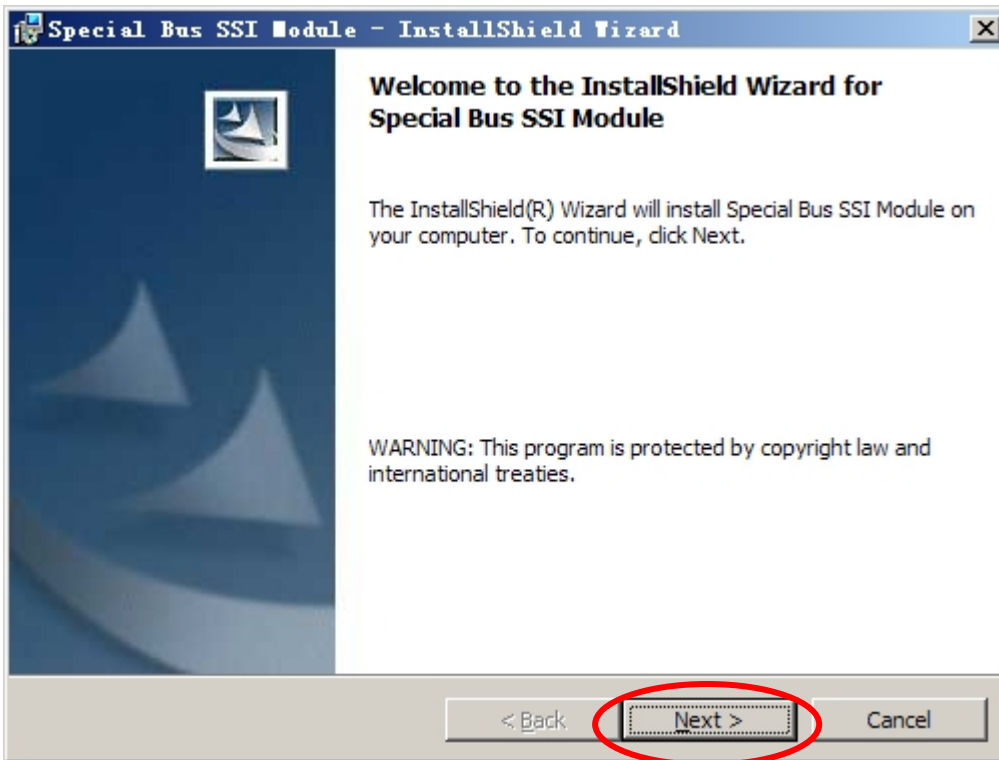 Special Bus SSI Module - InstallShield Wizard
Welcome to the InstallShield Wizard for
Special Bus SSI Module
The InstallShield(R) Wizard will install Special Bus SSI Module on
your computer. To continue, click Next.
WARNING: This program is protected by copyright law and
international treaties.
< Back Next > Cancel